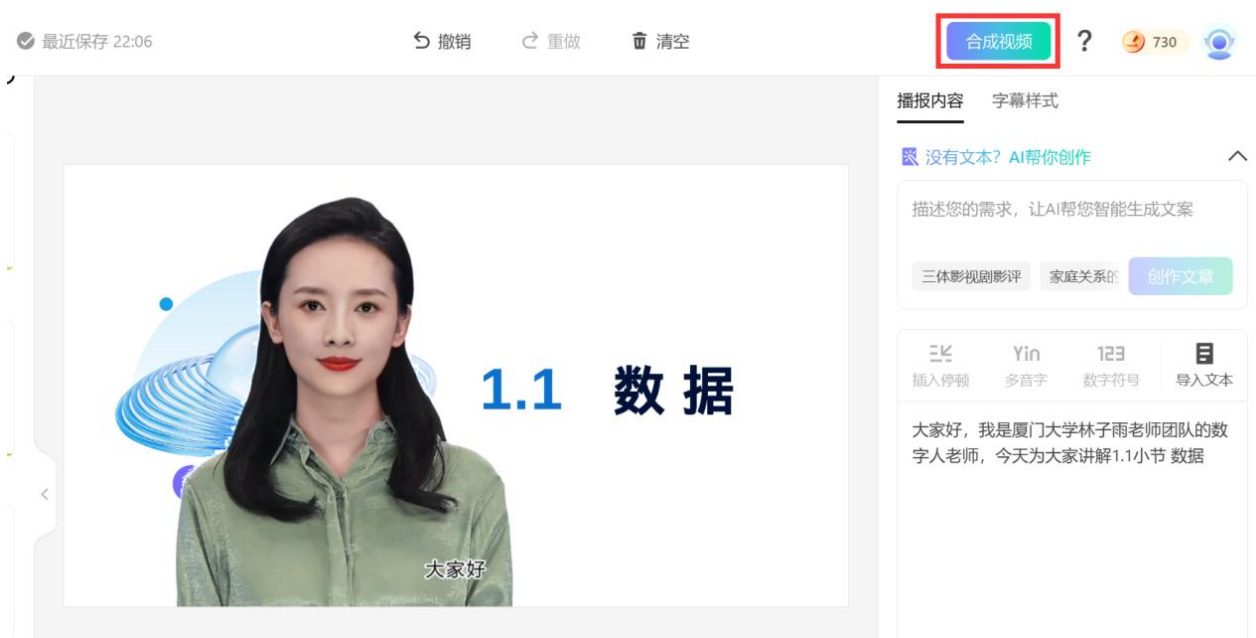 最近保存 22:06
撤销
重做
清空
合成视频
?
730
播报内容 字幕样式
没有文本？AI帮你创作
描述您的需求，让AI帮您智能生成文案
三体影视剧影评 家庭关系的 创作文章
Yin 123
插入停顿 多音字 数字符号 导入文本
大家好，我是厦门大学林子雨老师团队的数
字人老师，今天为大家讲解1.1小节 数据
1.1 数据
大家好